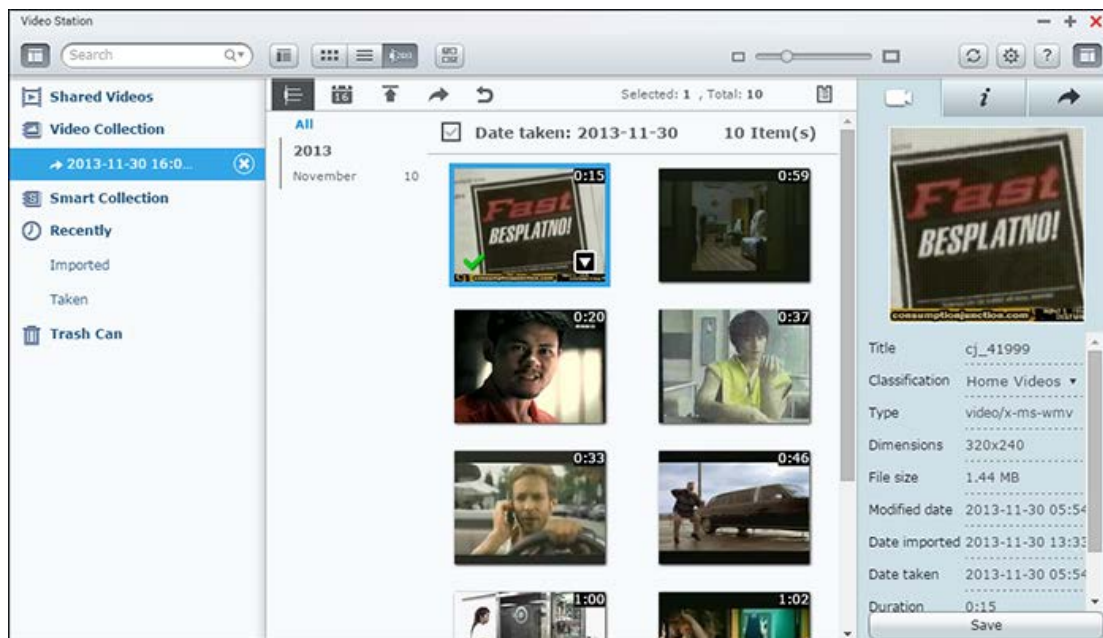 Video Station
Search
Shared Videos
Video Collection
2013-11-30 16:0...
Smart Collection
Recently
Imported
Taken
Trash Can
16
Selected: 1 , Total: 10
All
2013
November 10
Date taken: 2013-11-30 10 Item(s)
0:15
Fast
BESPLATNO!
0:59
0:20
0:37
0:33
0:46
1:00
1:02
i
Fast
BESPLATNO!
consumptionjunction.com
Title cj_41999
Classification Home Videos
Type video/x-ms-wmv
Dimensions 320x240
File size 1.44 MB
Modified date 2013-11-30 05:54
Date imported 2013-11-30 13:33
Date taken 2013-11-30 05:54
Duration 0:15
Save